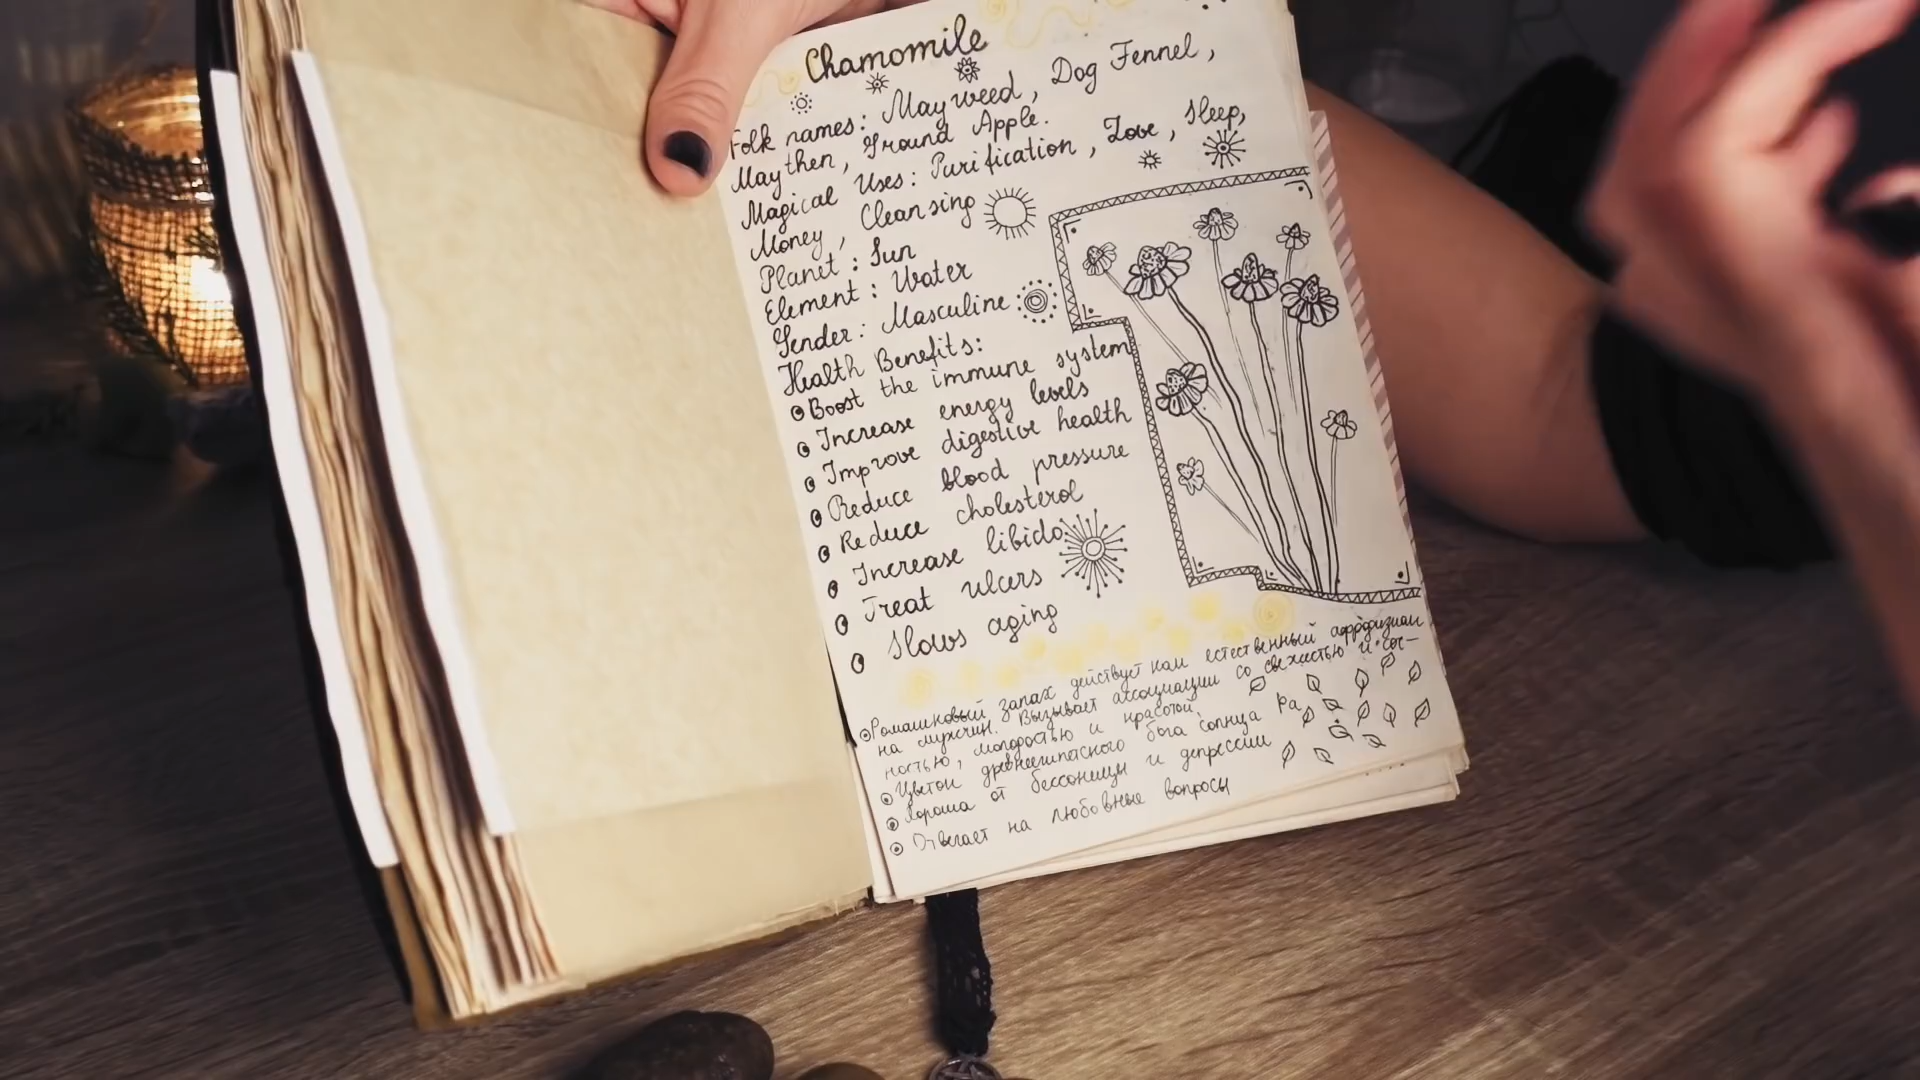 Chamomile
Folk names: Mayweed, Dog Fennel,
Maythen, Ground Apple.
Magical Uses: Purification, Love, Sleep,
Money, Cleansing
Planet: Sun
Element: Water
Gender: Masculine
Health Benefits:
Boost the immune system
Increase energy levels
Improve digestive health
Reduce blood pressure
Reduce cholesterol
Increase libido
Treat ulcers
Slows aging
Ромашковый запах действует как естественный афродизиак
на мужчин. Вызывает ассоциации со свежестью и соч-
ностью, молодостью и красотой.
Цветок древнеегипетского бога солнца Ра
Хороша от бессоницы и депрессии
Отвечает на любовные вопросы